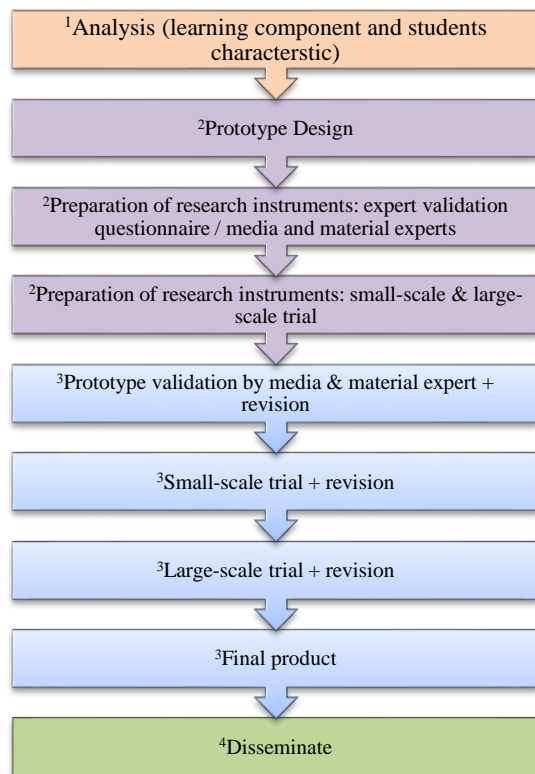 ¹Analysis (learning component and students
characterstic)
²Prototype Design
²Preparation of research instruments: expert validation
questionnaire / media and material experts
²Preparation of research instruments: small-scale & large-
scale trial
³Prototype validation by media & material expert +
revision
³Small-scale trial + revision
³Large-scale trial + revision
³Final product
⁴Disseminate